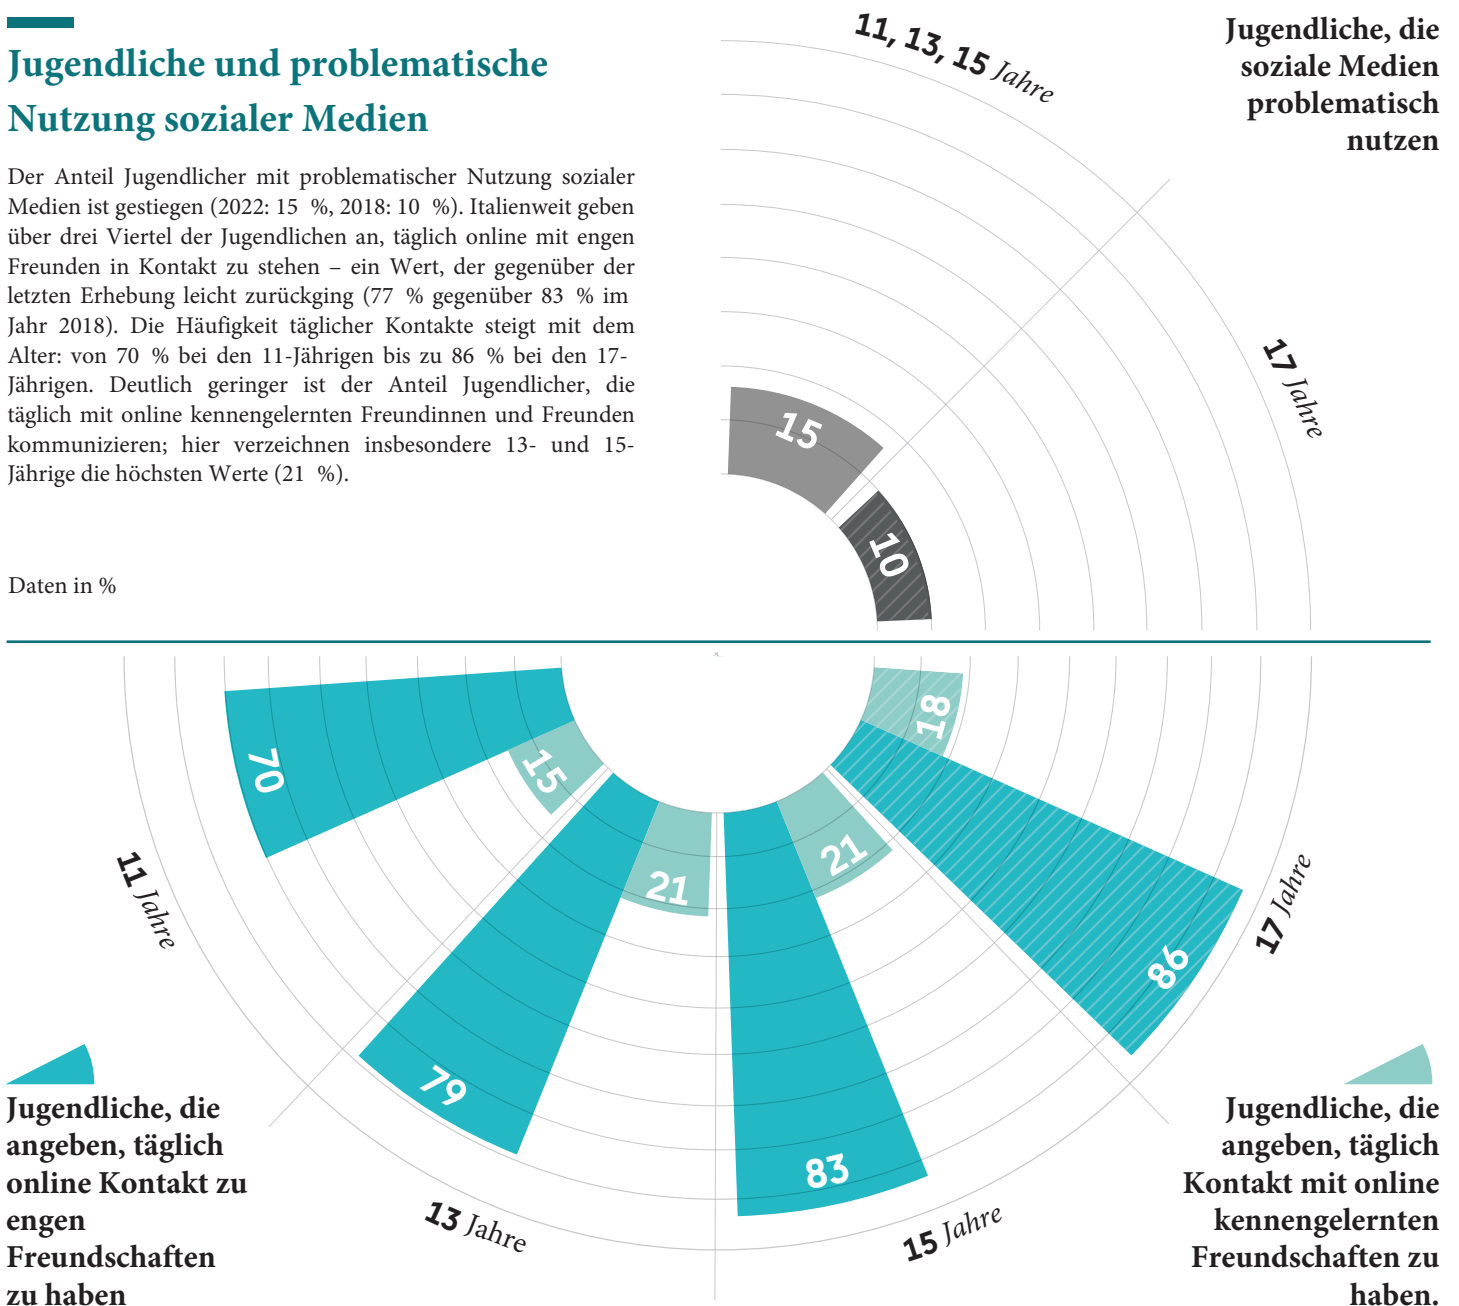 Jugendliche und problematische
Nutzung sozialer Medien
Der Anteil Jugendlicher mit problematischer Nutzung sozialer
Medien ist gestiegen (2022: 15 %, 2018: 10 %). Italienweit geben
über drei Viertel der Jugendlichen an, täglich online mit engen
Freunden in Kontakt zu stehen – ein Wert, der gegenüber der
letzten Erhebung leicht zurückging (77 % gegenüber 83 % im
Jahr 2018). Die Häufigkeit täglicher Kontakte steigt mit dem
Alter: von 70 % bei den 11-Jährigen bis zu 86 % bei den 17-
Jährigen. Deutlich geringer ist der Anteil Jugendlicher, die
täglich mit online kennengelernten Freundinnen und Freunden
kommunizieren; hier verzeichnen insbesondere 13- und 15-
Jährige die höchsten Werte (21 %).
Daten in %
11, 13, 15 Jahre
Jugendliche, die
soziale Medien
problematisch
nutzen
17 Jahre
15
10
70
15
18
11 Jahre
79
21
83
21
86
17 Jahre
13 Jahre
15 Jahre
Jugendliche, die
angeben, täglich
online Kontakt zu
engen
Freundschaften
zu haben
Jugendliche, die
angeben, täglich
Kontakt mit online
kennengelernten
Freundschaften zu
haben.